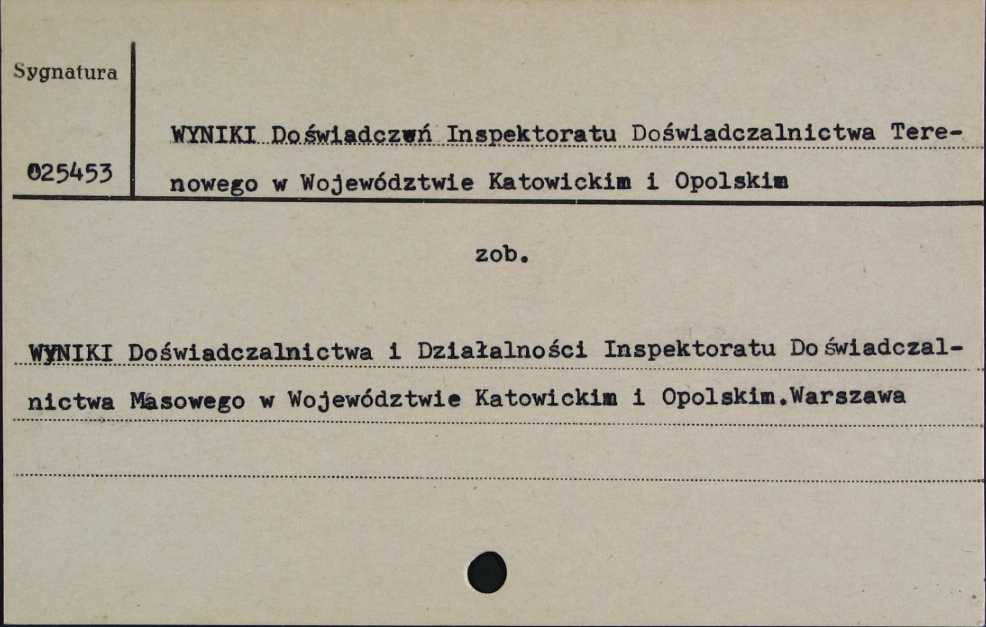 Sygnatura
WYNIKI Doświadczeń Inspektoratu Doświadczalnictwa Tere-
025453
nowego w Województwie Katowickim i Opolskim
zob.
WYNIKI Doświadczalnictwa i Działalności Inspektoratu Doświadczal-
nictwa Masowego w Województwie Katowickim i Opolskim.Warszawa